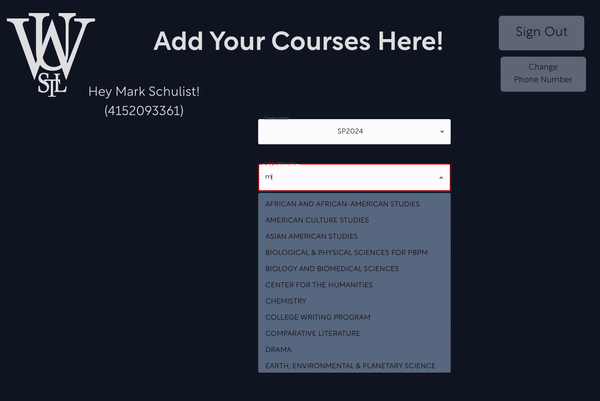 WU
STL
Add Your Courses Here!
Sign Out
Change
Phone Number
Hey Mark Schulist!
(4152093361)
SP2024
m
AFRICAN AND AFRICAN-AMERICAN STUDIES
AMERICAN CULTURE STUDIES
ASIAN AMERICAN STUDIES
BIOLOGICAL & PHYSICAL SCIENCES FOR PBPM
BIOLOGY AND BIOMEDICAL SCIENCES
CENTER FOR THE HUMANITIES
CHEMISTRY
COLLEGE WRITING PROGRAM
COMPARATIVE LITERATURE
DRAMA
EARTH, ENVIRONMENTAL & PLANETARY SCIENCE